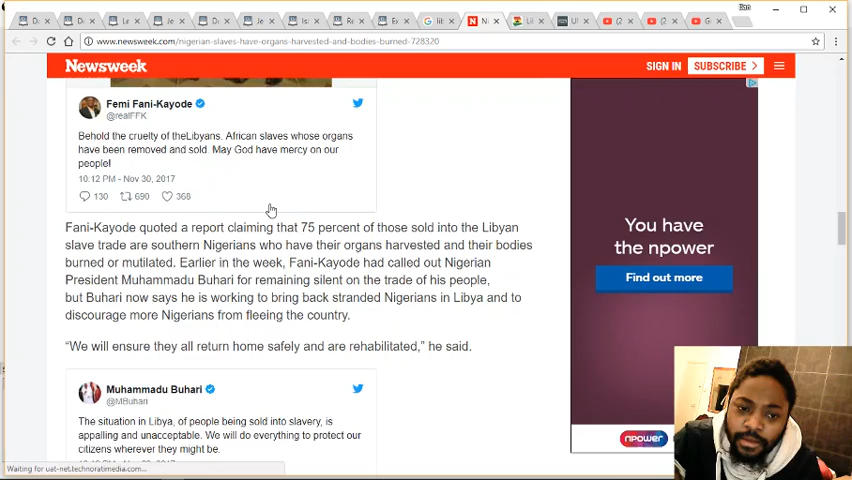 Ban
www.newsweek.com/nigerian-slaves-have-organs-harvested-and-bodies-burned-728320
Newsweek
SIGN IN
SUBSCRIBE
Femi Fani-Kayode
@realFFK
Behold the cruelty of theLibyans. African slaves whose organs
have been removed and sold. May God have mercy on our
people!
10:12 PM - Nov 30, 2017
130 690 368
Fani-Kayode quoted a report claiming that 75 percent of those sold into the Libyan
slave trade are southern Nigerians who have their organs harvested and their bodies
burned or mutilated. Earlier in the week, Fani-Kayode had called out Nigerian
President Muhammadu Buhari for remaining silent on the trade of his people,
but Buhari now says he is working to bring back stranded Nigerians in Libya and to
discourage more Nigerians from fleeing the country.
“We will ensure they all return home safely and are rehabilitated,” he said.
Muhammadu Buhari
@MBuhari
The situation in Libya, of people being sold into slavery, is
appalling and unacceptable. We will do everything to protect our
citizens wherever they might be.
Waiting for uat-net.technoratimedia.com...
You have
the npower
Find out more
npower